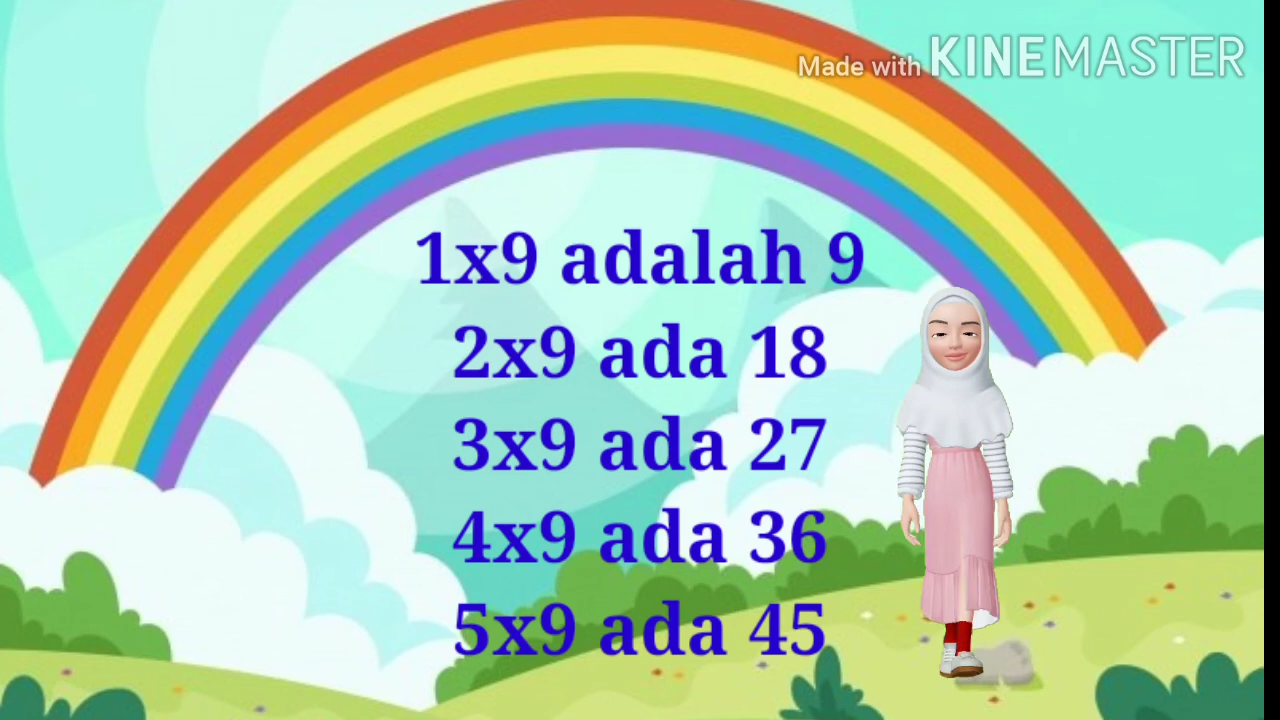 Made with KINEMASTER
1x9 adalah 9
2x9 ada 18
3x9 ada 27
4x9 ada 36
5x9 ada 45